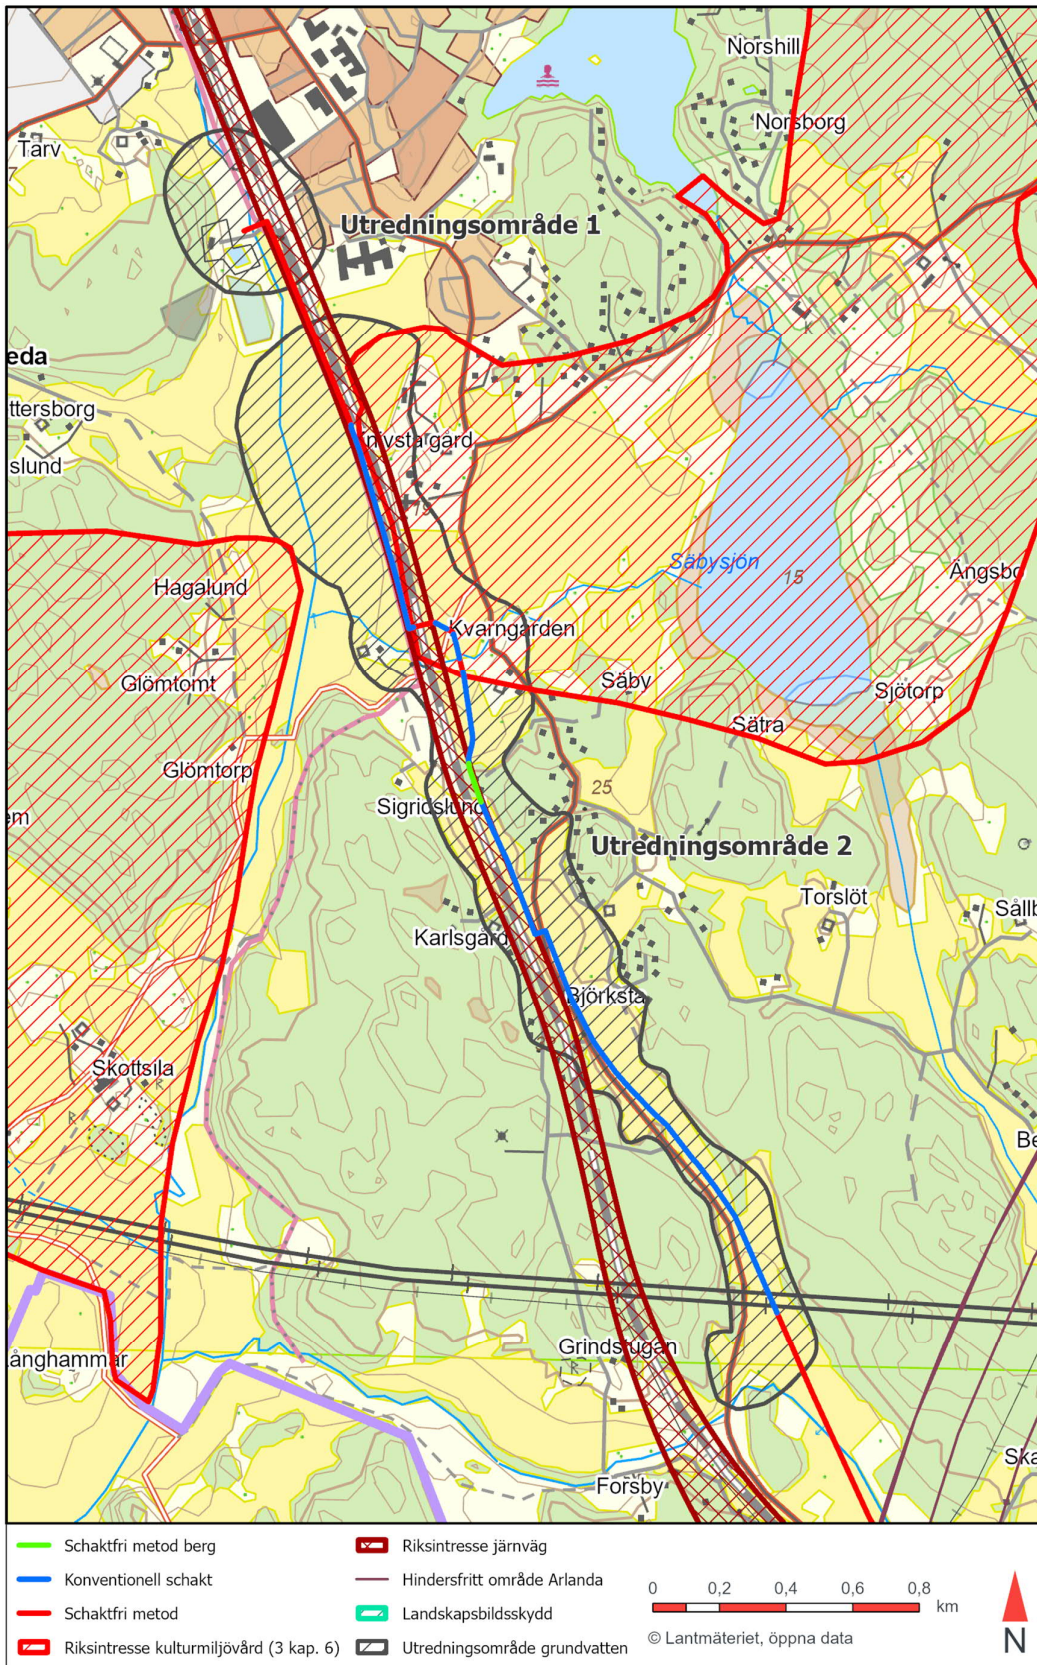 Norshill
Norsborg
Tarv
Utredningsområde 1
eda
ttersborg
slund
Knivstargård
19
Säbysjön
15
Ängsbo
Hagalund
Kvarngården
Glömtomt
Säby
Sjötorp
Sätra
Glömtorp
25
Sigridslund
em
Utredningsområde 2
Torslöt
Sållb
Karlsgård
Björksta
Skottsila
R
R
Be
Grindstugan
R
ånghammar
Ska
Forsby
Schaktfri metod berg
Konventionell schakt
Schaktfri metod
Riksintresse kulturmiljövård (3 kap. 6)
Riksintresse järnväg
Hindersfritt område Arlanda
Landskapsbildsskydd
Utredningsområde grundvatten
0 0,2 0,4 0,6 0,8
km
© Lantmäteriet, öppna data
N